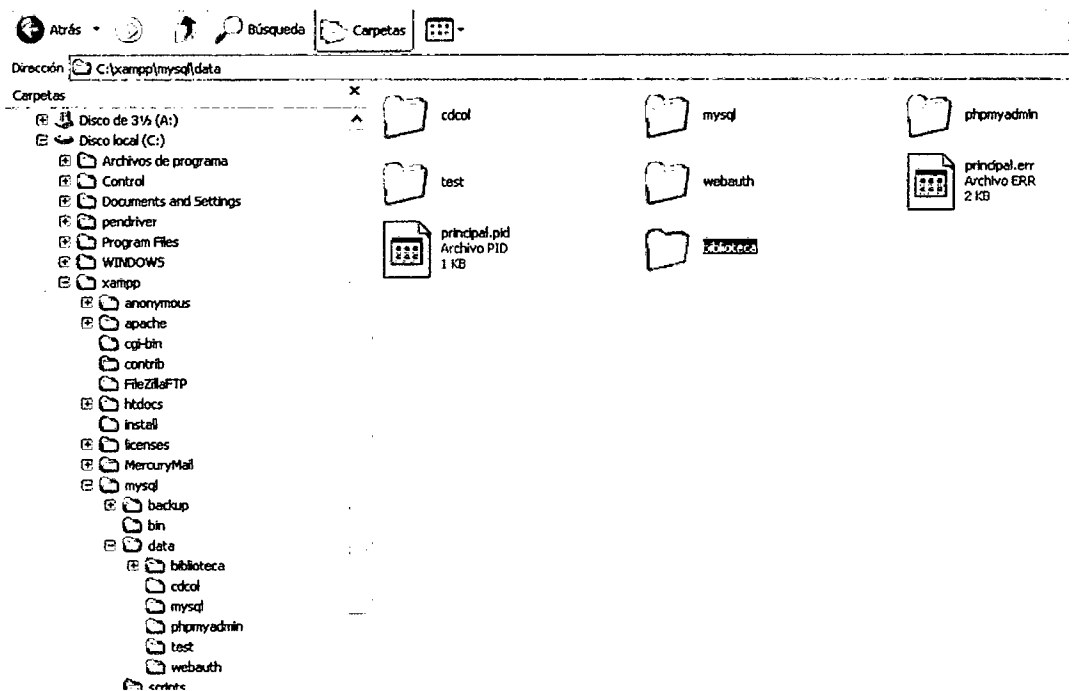 Atrás
Búsqueda
Carpetas
Dirección
C:\xampp\mysql\data
Carpetas
Disco de 3½ (A:)
Disco local (C:)
Archivos de programa
Control
Documents and Settings
pendriver
Program Files
WINDOWS
xampp
anonymous
apache
cgi-bin
contrib
FileZillaFTP
htdocs
install
licenses
MercuryMail
mysql
backup
bin
data
biblioteca
cdcol
mysql
phpmyadmin
test
webauth
scripts
cdcol
mysql
phpmyadmin
test
webauth
principal.err
Archivo ERR
2 KB
principal.pid
Archivo PID
1 KB
biblioteca